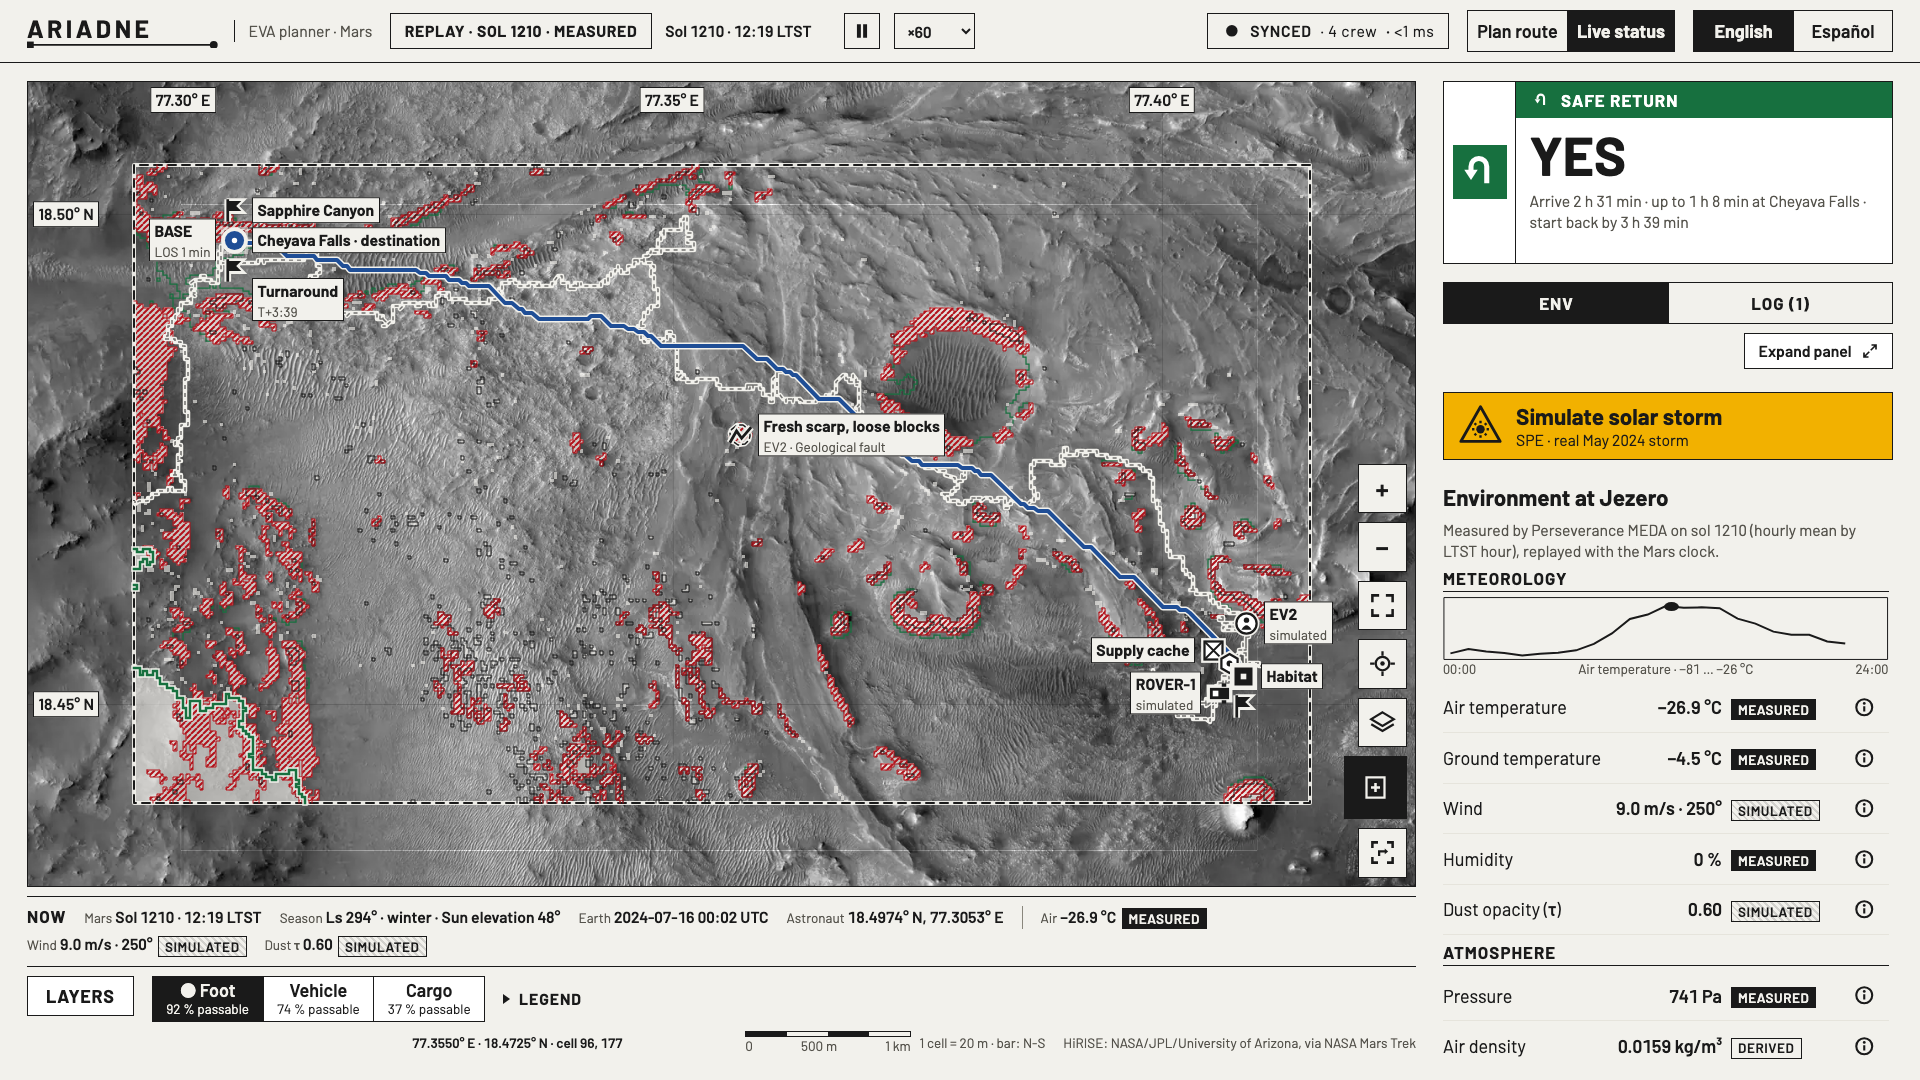 ARIADNE
EVA planner · Mars
REPLAY · SOL 1210 · MEASURED
Sol 1210 · 12:19 LTST
×60
SYNCED · 4 crew · <1 ms
Plan route
Live status
English
Español
77.30° E
77.35° E
77.40° E
18.50° N
18.45° N
Sapphire Canyon
BASE
LOS 1 min
Cheyava Falls · destination
Turnaround
T+3:39
Fresh scarp, loose blocks
EV2 · Geological fault
EV2
simulated
Supply cache
Habitat
ROVER-1
simulated
SAFE RETURN
YES
Arrive 2 h 31 min · up to 1 h 8 min at Cheyava Falls ·
start back by 3 h 39 min
ENV
LOG (1)
Expand panel
Simulate solar storm
SPE · real May 2024 storm
Environment at Jezero
Measured by Perseverance MEDA on sol 1210 (hourly mean by
LTST hour), replayed with the Mars clock.
METEOROLOGY
00:00
Air temperature · −81 … −26 °C
24:00
Air temperature −26.9 °C MEASURED
Ground temperature −4.5 °C MEASURED
Wind 9.0 m/s · 250° SIMULATED
Humidity 0 % MEASURED
Dust opacity (τ) 0.60 SIMULATED
ATMOSPHERE
Pressure 741 Pa MEASURED
Air density 0.0159 kg/m³ DERIVED
NOW Mars Sol 1210 · 12:19 LTST Season Ls 294° · winter · Sun elevation 48° Earth 2024-07-16 00:02 UTC Astronaut 18.4974° N, 77.3053° E Air −26.9 °C MEASURED
Wind 9.0 m/s · 250° SIMULATED Dust τ 0.60 SIMULATED
LAYERS
Foot
92 % passable
Vehicle
74 % passable
Cargo
37 % passable
LEGEND
77.3550° E · 18.4725° N · cell 96, 177
0 500 m 1 km
1 cell = 20 m · bar: N-S
HiRISE: NASA/JPL/University of Arizona, via NASA Mars Trek